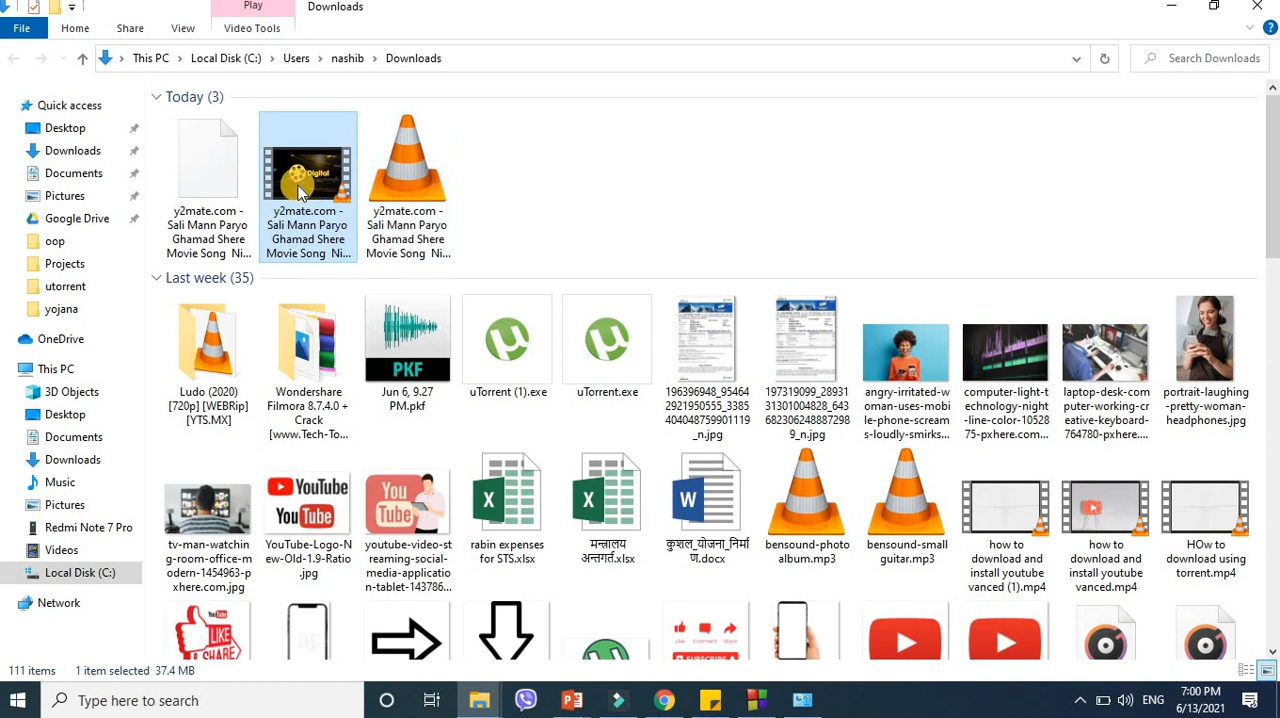 Play
Downloads
File
Home
Share
View
Video Tools
This PC
Local Disk (C:)
Users
nashib
Downloads
Search Downloads
Quick access
Desktop
Downloads
Documents
Pictures
Google Drive
oop
Projects
utorrent
yojana
OneDrive
This PC
3D Objects
Desktop
Documents
Downloads
Music
Pictures
Redmi Note 7 Pro
Videos
Local Disk (C:)
Network
Today (3)
Digital
y2mate.com -
Sali Mann Paryo
Ghamad Shere
Movie Song Ni...
y2mate.com -
Sali Mann Paryo
Ghamad Shere
Movie Song Ni...
y2mate.com -
Sali Mann Paryo
Ghamad Shere
Movie Song Ni...
Last week (35)
PKF
Ludo (2020)
[720p] [WEBRip]
[YTS.MX]
Wondershare
Filmora 8.7.4.0 +
Crack
[www.Tech-To...
Jun 6, 9.27
PM.pkf
uTorrent (1).exe
uTorrent.exe
196396948_95464
2921950555_3385
404048759901119
_n.jpg
197319099_28931
31301004828_643
682306248887298
9_n.jpg
angry-irritated-w
oman-uses-mobi
le-phone-scream
s-loudly-smirks...
computer-light-t
echnology-night
-line-color-10528
75-pxhere.com...
laptop-desk-com
puter-working-cr
eative-keyboard-
764780-pxhere...
portrait-laughing
-pretty-woman-
headphones.jpg
YouTube
YouTube
You
Tube
tv-man-watching
ing-room-office-m
odern-1454963-p
xhere.com.jpg
YouTube-Logo-N
ew-Old-1.9-Ratio
.jpg
youtube-video-st
reaming-social-
media-applicatio
n-tablet-143786...
rabin expenses
for STS.xlsx
मन्त्रालय
अन्तर्गत.xlsx
कुशल_योजना_निर्मा
ण.docx
bensound-photo
album.mp3
bensound-small
guitar.mp3
how to
download and
install youtube
vanced (1).mp4
how to
download and
install youtube
vanced.mp4
HOw to
download using
torrent.mp4
LIKE
SHARE
Like
Comment
Share
SUBSCRIBE
111 items
1 item selected 37.4 MB
Type here to search
ENG
7:00 PM
6/13/2021